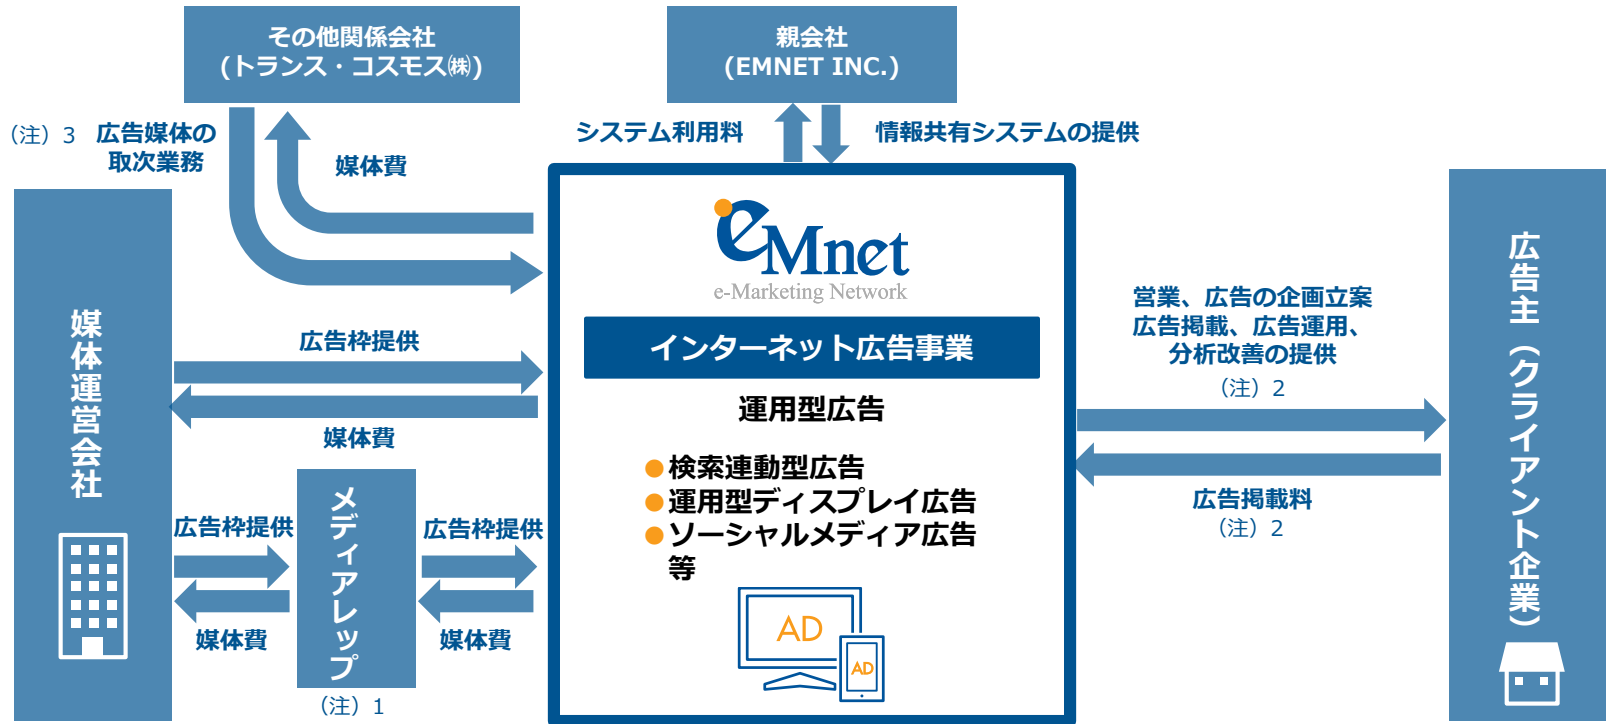 その他関係会社
(トランス・コスモス㈱)
親会社
(EMNET INC.)
（注）3
広告媒体の
取次業務
媒体費
システム利用料
情報共有システムの提供
eMnet
e-Marketing Network
インターネット広告事業
運用型広告
●検索連動型広告
●運用型ディスプレイ広告
●ソーシャルメディア広告
等
AD
AD
媒体運営会社
広告枠提供
媒体費
広告枠提供
媒体費
メディアレップ
（注）1
広告枠提供
媒体費
営業、広告の企画立案
広告掲載、広告運用、
分析改善の提供
（注）2
広告掲載料
（注）2
広告主（クライアント企業）